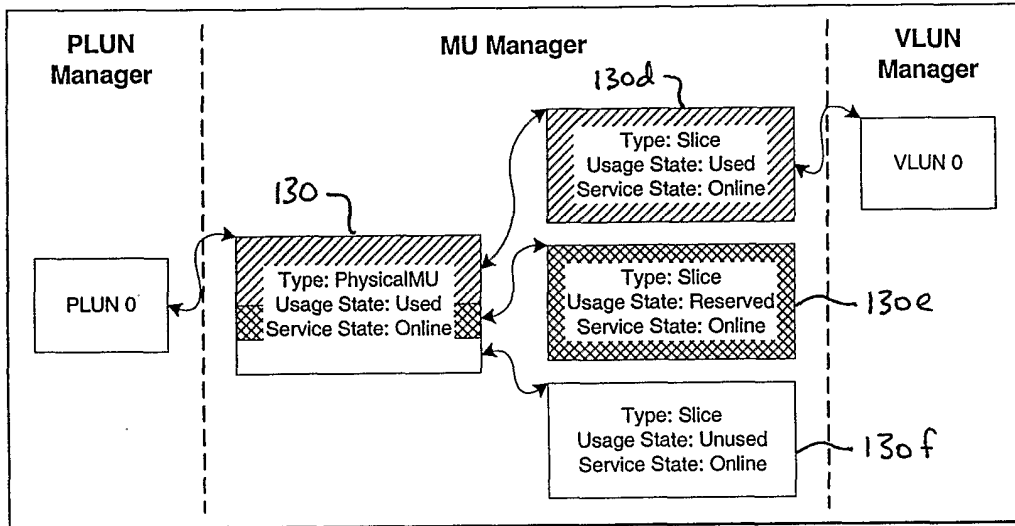 PLUN
Manager
MU Manager
VLUN
Manager
130d
Type: Slice
Usage State: Used
Service State: Online
VLUN 0
130
Type: PhysicalMU
Usage State: Used
Service State: Online
PLUN 0
Type: Slice
Usage State: Reserved
Service State: Online
130e
Type: Slice
Usage State: Unused
Service State: Online
130f